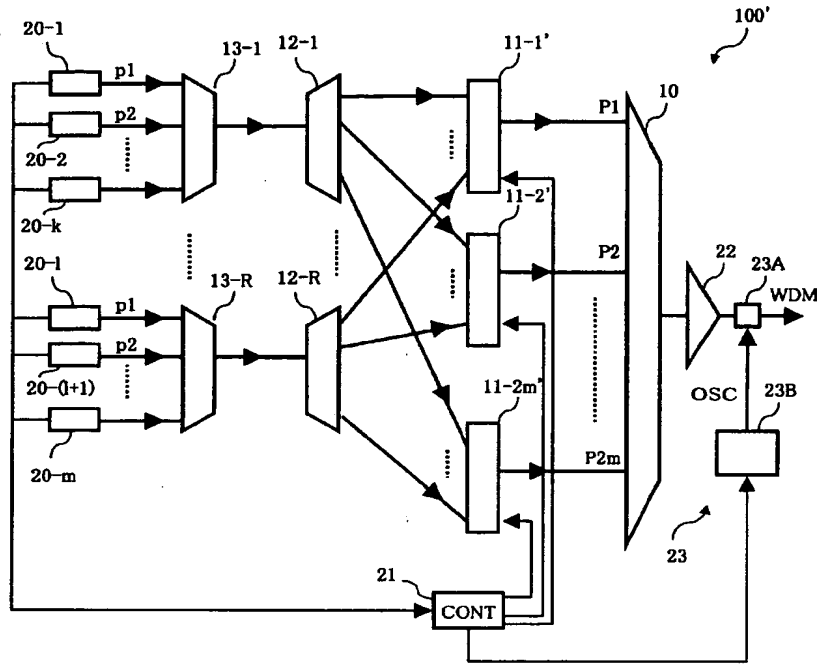 100'
20-1
p1
13-1
12-1
11-1'
P1
10
p2
20-2
20-k
11-2'
P2
22
23A
WDM
20-l
p1
13-R
12-R
p2
20-(l+1)
11-2m'
OSC
23B
20-m
P2m
23
21
CONT